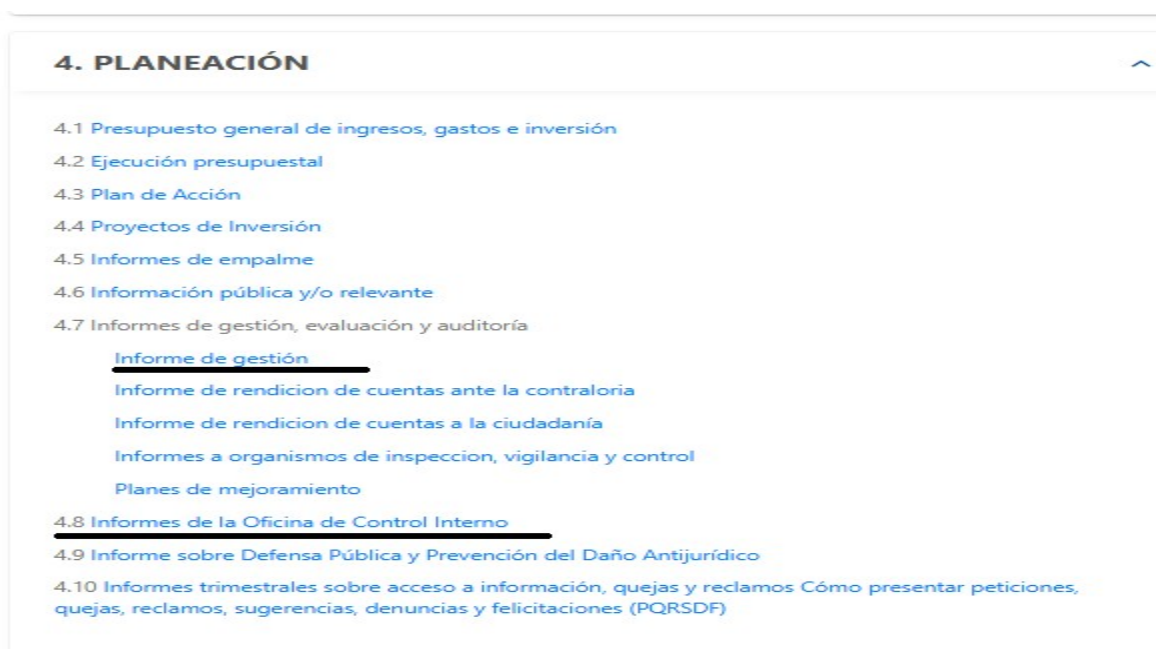 4. PLANEACIÓN
4.1 Presupuesto general de ingresos, gastos e inversión
4.2 Ejecución presupuestal
4.3 Plan de Acción
4.4 Proyectos de Inversión
4.5 Informes de empalme
4.6 Información pública y/o relevante
4.7 Informes de gestión, evaluación y auditoría
Informe de gestión
Informe de rendicion de cuentas ante la contraloria
Informe de rendicion de cuentas a la ciudadanía
Informes a organismos de inspeccion, vigilancia y control
Planes de mejoramiento
4.8 Informes de la Oficina de Control Interno
4.9 Informe sobre Defensa Pública y Prevención del Daño Antijurídico
4.10 Informes trimestrales sobre acceso a información, quejas y reclamos Cómo presentar peticiones,
quejas, reclamos, sugerencias, denuncias y felicitaciones (PQRSDF)